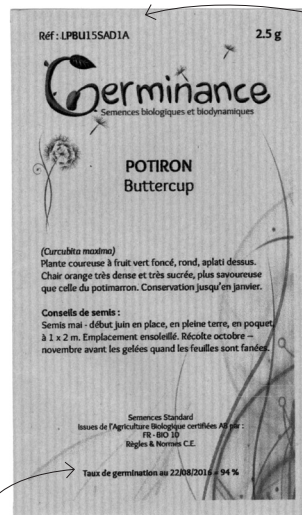 Réf : LPBU15SAD1A 2.5 g
Germinance
Semences biologiques et biodynamiques
POTIRON
Buttercup
(Curcubita maxima)
Plante coureuse à fruit vert foncé, rond, aplati dessus.
Chair orange très dense et très sucrée, plus savoureuse
que celle du potimarron. Conservation jusqu'en janvier.
Conseils de semis :
Semis mai - début juin en place, en pleine terre, en poquet
à 1 x 2 m. Emplacement ensoleillé. Récolte octobre –
novembre avant les gelées quand les feuilles sont fanées.
Semences Standard
Issues de l'Agriculture Biologique certifiées AB par :
FR - BIO 10
Règles & Normes C.E.
Taux de germination au 22/08/2016 = 94 %